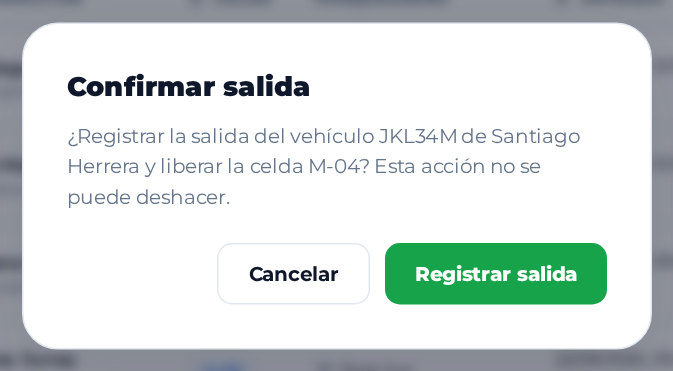 Confirmar salida
¿Registrar la salida del vehículo JKL34M de Santiago
Herrera y liberar la celda M-04? Esta acción no se
puede deshacer.
Cancelar
Registrar salida